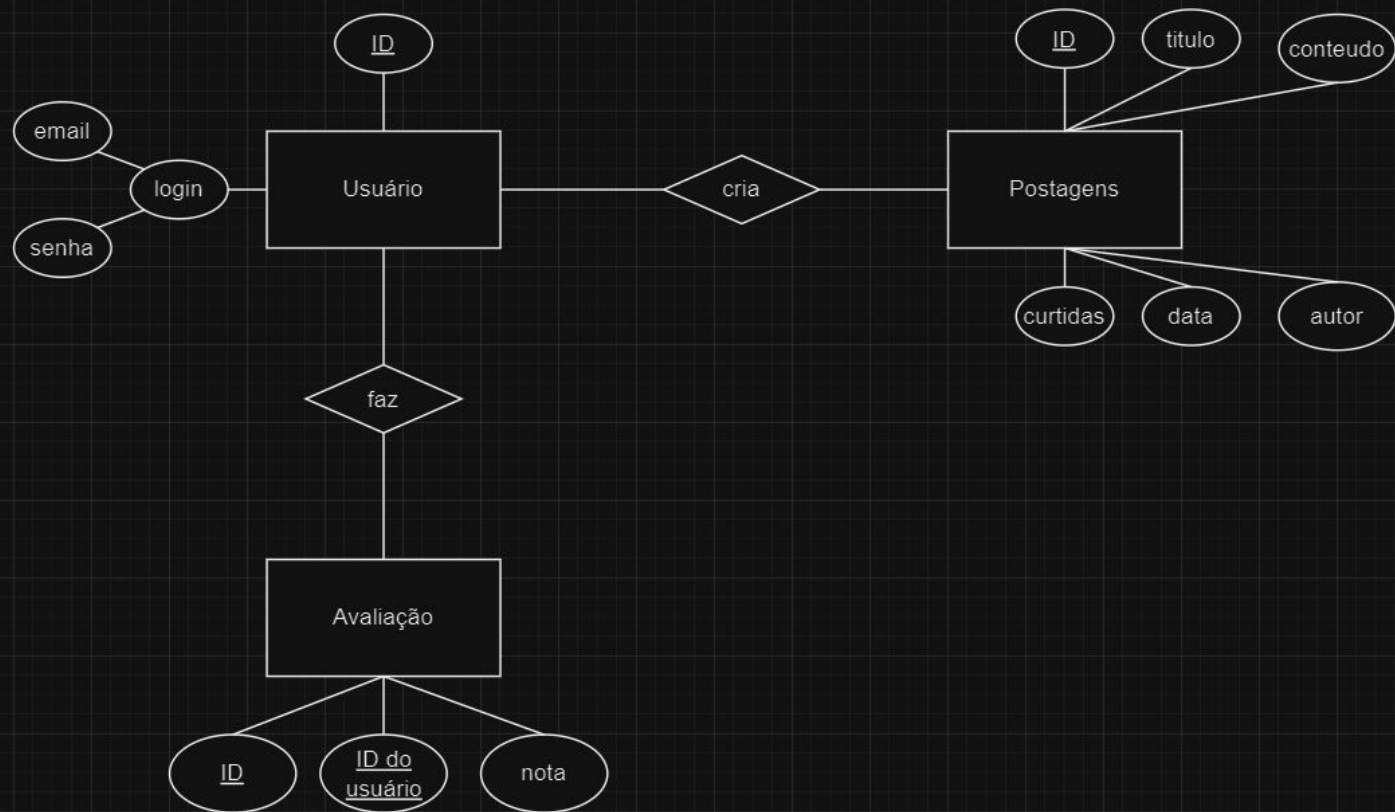 ID
ID
titulo
conteudo
email
login
Usuário
cria
Postagens
senha
curtidas
data
autor
faz
Avaliação
ID
ID do
usuário
nota